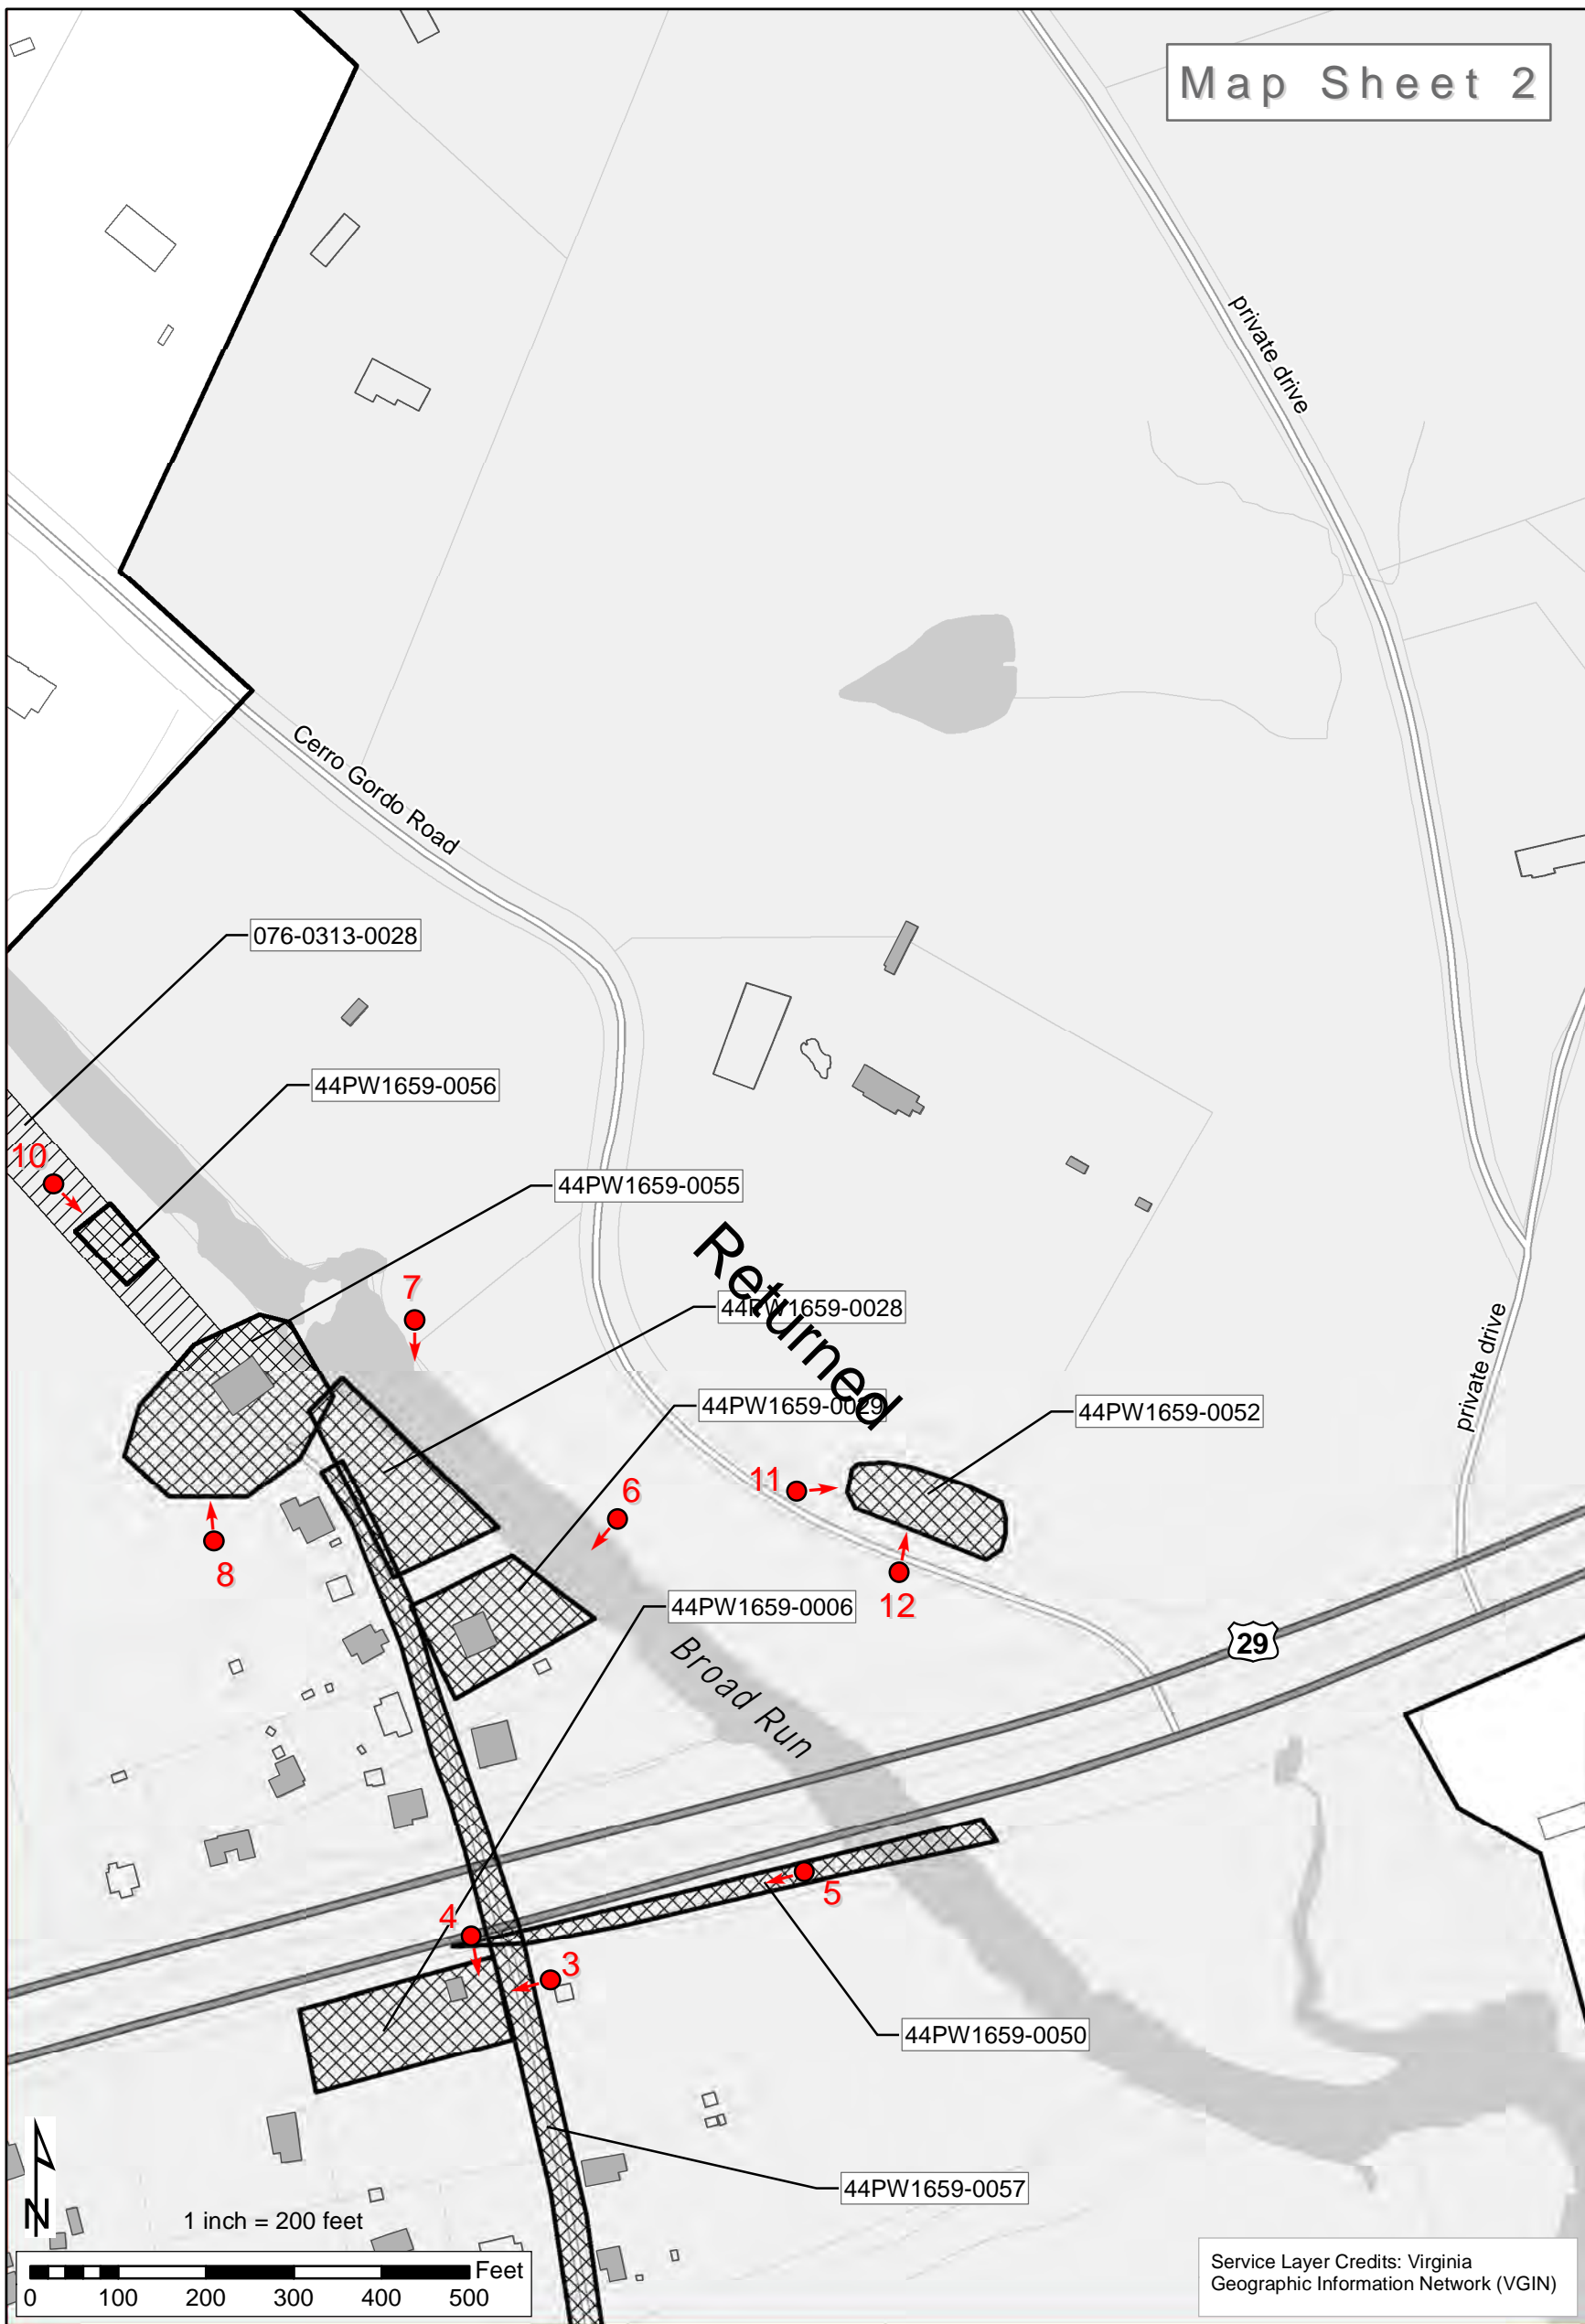 Map Sheet 2
private drive
Cerro Gordo Road
076-0313-0028
44PW1659-0056
10
44PW1659-0055
7
Returned
44PW1659-0028
44PW1659-0029
44PW1659-0052
private drive
11
6
8
12
44PW1659-0006
29
Broad Run
5
4
3
44PW1659-0050
44PW1659-0057
N
1 inch = 200 feet
Feet
0 100 200 300 400 500
Service Layer Credits: Virginia
Geographic Information Network (VGIN)